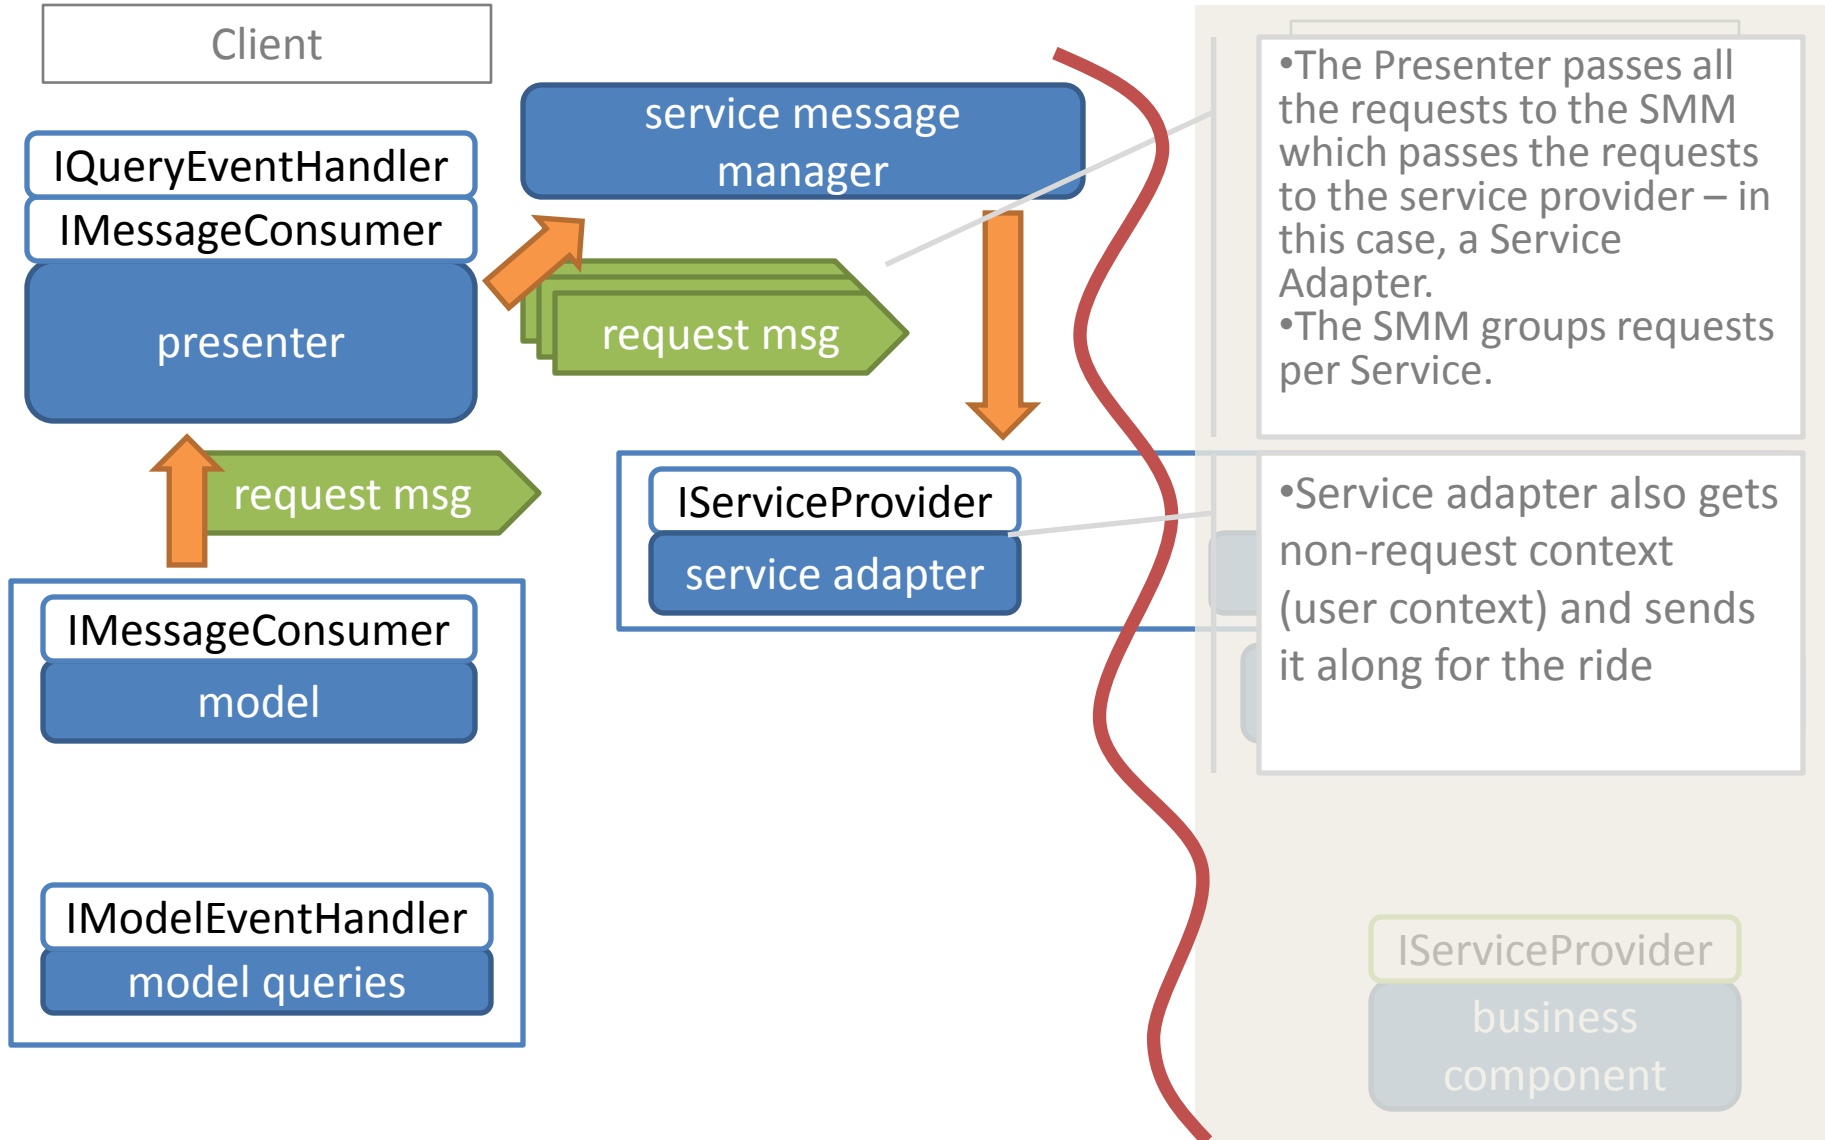 Client
service message
manager
IQueryEventHandler
IMessageConsumer
presenter
request msg
request msg
IServiceProvider
service adapter
IMessageConsumer
model
IModelEventHandler
model queries
•The Presenter passes all
the requests to the SMM
which passes the requests
to the service provider – in
this case, a Service
Adapter.
•The SMM groups requests
per Service.
•Service adapter also gets
non-request context
(user context) and sends
it along for the ride
IServiceProvider
business
component